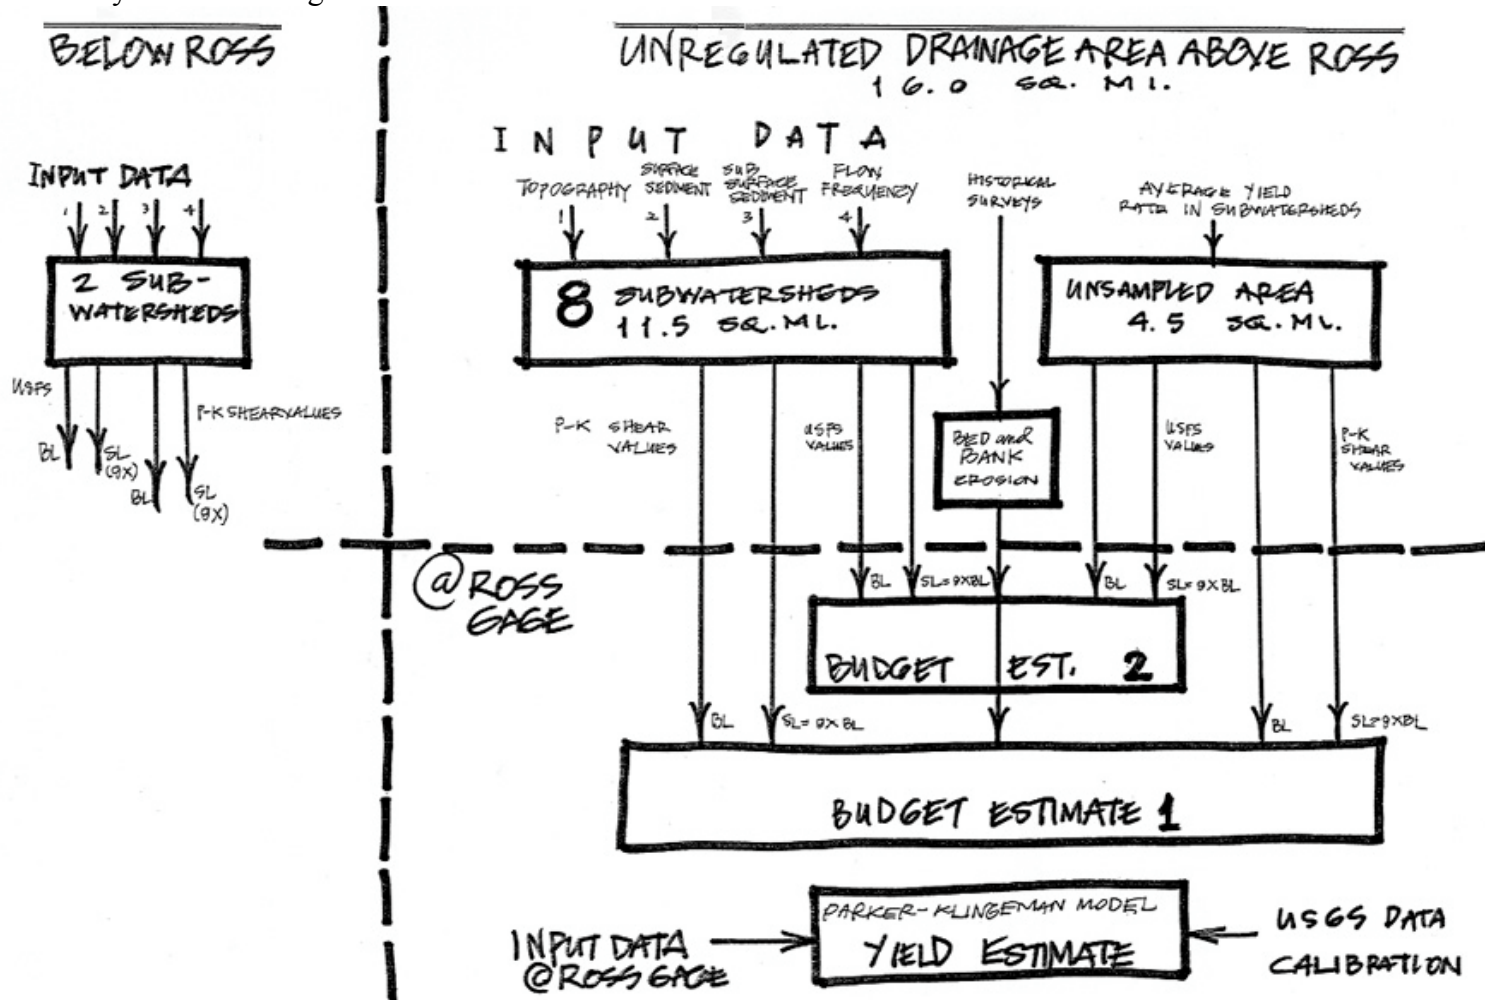 BELOW ROSS
INPUT DATA
1 2 3 4
2 SUB-
WATERSHEDS
USFS
P-K SHEAR VALUES
BL
SL
(9X)
BL
SL
(9X)
UNREGULATED DRAINAGE AREA ABOVE ROSS
16.0 SQ. MI.
INPUT DATA
TOPOGRAPHY
SURFACE
SEDIMENT
SUB
SURFACE
SEDIMENT
FLOW
FREQUENCY
1 2 3 4
HISTORICAL
SURVEYS
AVERAGE YIELD
RATE IN SUBWATERSHEDS
8 SUBWATERSHEDS
11.5 SQ. MI.
UNSAMPLED AREA
4.5 SQ. MI.
P-K SHEAR
VALUES
USFS
VALUES
BED and
BANK
EROSION
USFS
VALUES
P-K
SHEAR
VALUES
@ ROSS
GAGE
BL
SL=9XBL
BL
SL=9XBL
BUDGET EST. 2
BL
SL=9XBL
BL
SL=9XBL
BUDGET ESTIMATE 1
PARKER-KLINGEMAN MODEL
YIELD ESTIMATE
INPUT DATA
@ROSS GAGE
USGS DATA
CALIBRATION